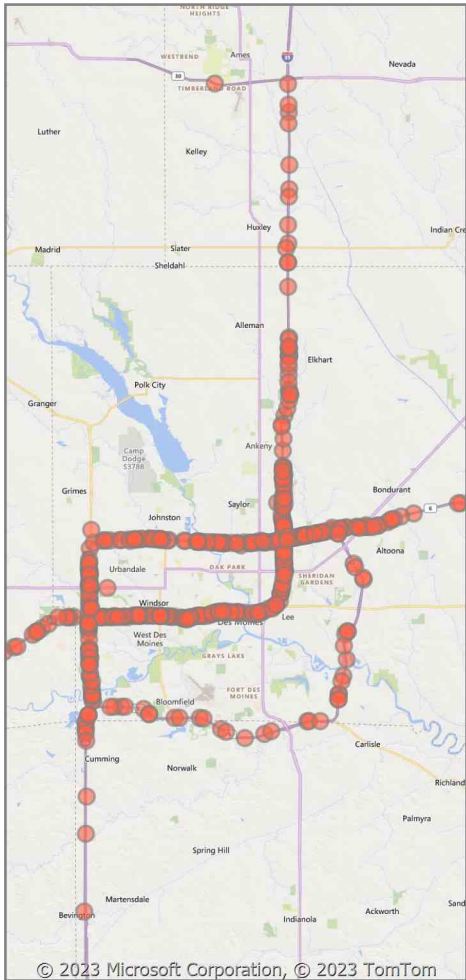 NORTH RIDGE
HEIGHTS
WESTBEND
Ames
30
Nevada
TIMBERLAND ROAD
Luther
Kelley
Huxley
Indian Cre
Madrid
Slater
Sheldahl
Alleman
Elkhart
Polk City
Granger
Ankeny
Camp
Dodge
Grimes
Bondurant
Saylor
6
Johnston
Altoona
Urbandale
OAK PARK
SHERIDAN
GARDENS
Windsor
Des Moines
Lee
West Des
Moines
GRAYS LAKE
FORT DES
MOINES
Bloomfield
Carlisle
Cumming
Norwalk
Richland
Palmyra
Spring Hill
Martensdale
Sand
Bevington
Ackworth
Indianola
© 2023 Microsoft Corporation, © 2023 TomTom